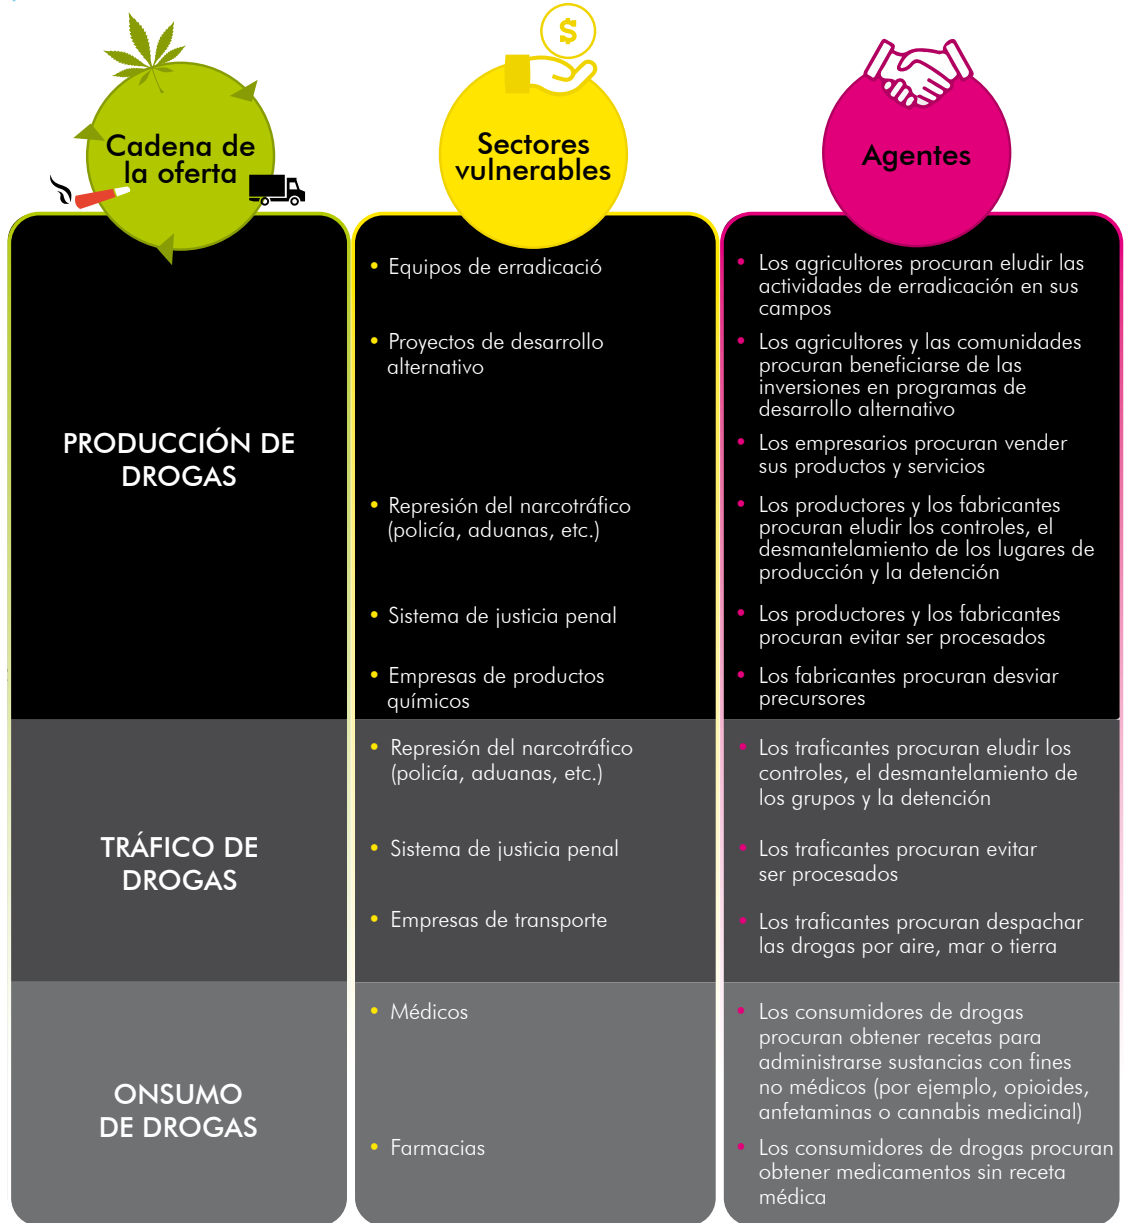 $
Cadena de
la oferta
Sectores
vulnerables
Agentes
PRODUCCIÓN DE
DROGAS
• Equipos de erradicació
• Los agricultores procuran eludir las
actividades de erradicación en sus
campos
• Proyectos de desarrollo
alternativo
• Los agricultores y las comunidades
procuran beneficiarse de las
inversiones en programas de
desarrollo alternativo
• Los empresarios procuran vender
sus productos y servicios
• Represión del narcotráfico
(policía, aduanas, etc.)
• Los productores y los fabricantes
procuran eludir los controles, el
desmantelamiento de los lugares de
producción y la detención
• Sistema de justicia penal
• Los productores y los fabricantes
procuran evitar ser procesados
• Empresas de productos
químicos
• Los fabricantes procuran desviar
precursores
TRÁFICO DE
DROGAS
• Represión del narcotráfico
(policía, aduanas, etc.)
• Los traficantes procuran eludir los
controles, el desmantelamiento de
los grupos y la detención
• Sistema de justicia penal
• Los traficantes procuran evitar
ser procesados
• Empresas de transporte
• Los traficantes procuran despachar
las drogas por aire, mar o tierra
ONSUMO
DE DROGAS
• Médicos
• Los consumidores de drogas
procuran obtener recetas para
administrarse sustancias con fines
no médicos (por ejemplo, opioides,
anfetaminas o cannabis medicinal)
• Farmacias
• Los consumidores de drogas procuran
obtener medicamentos sin receta
médica